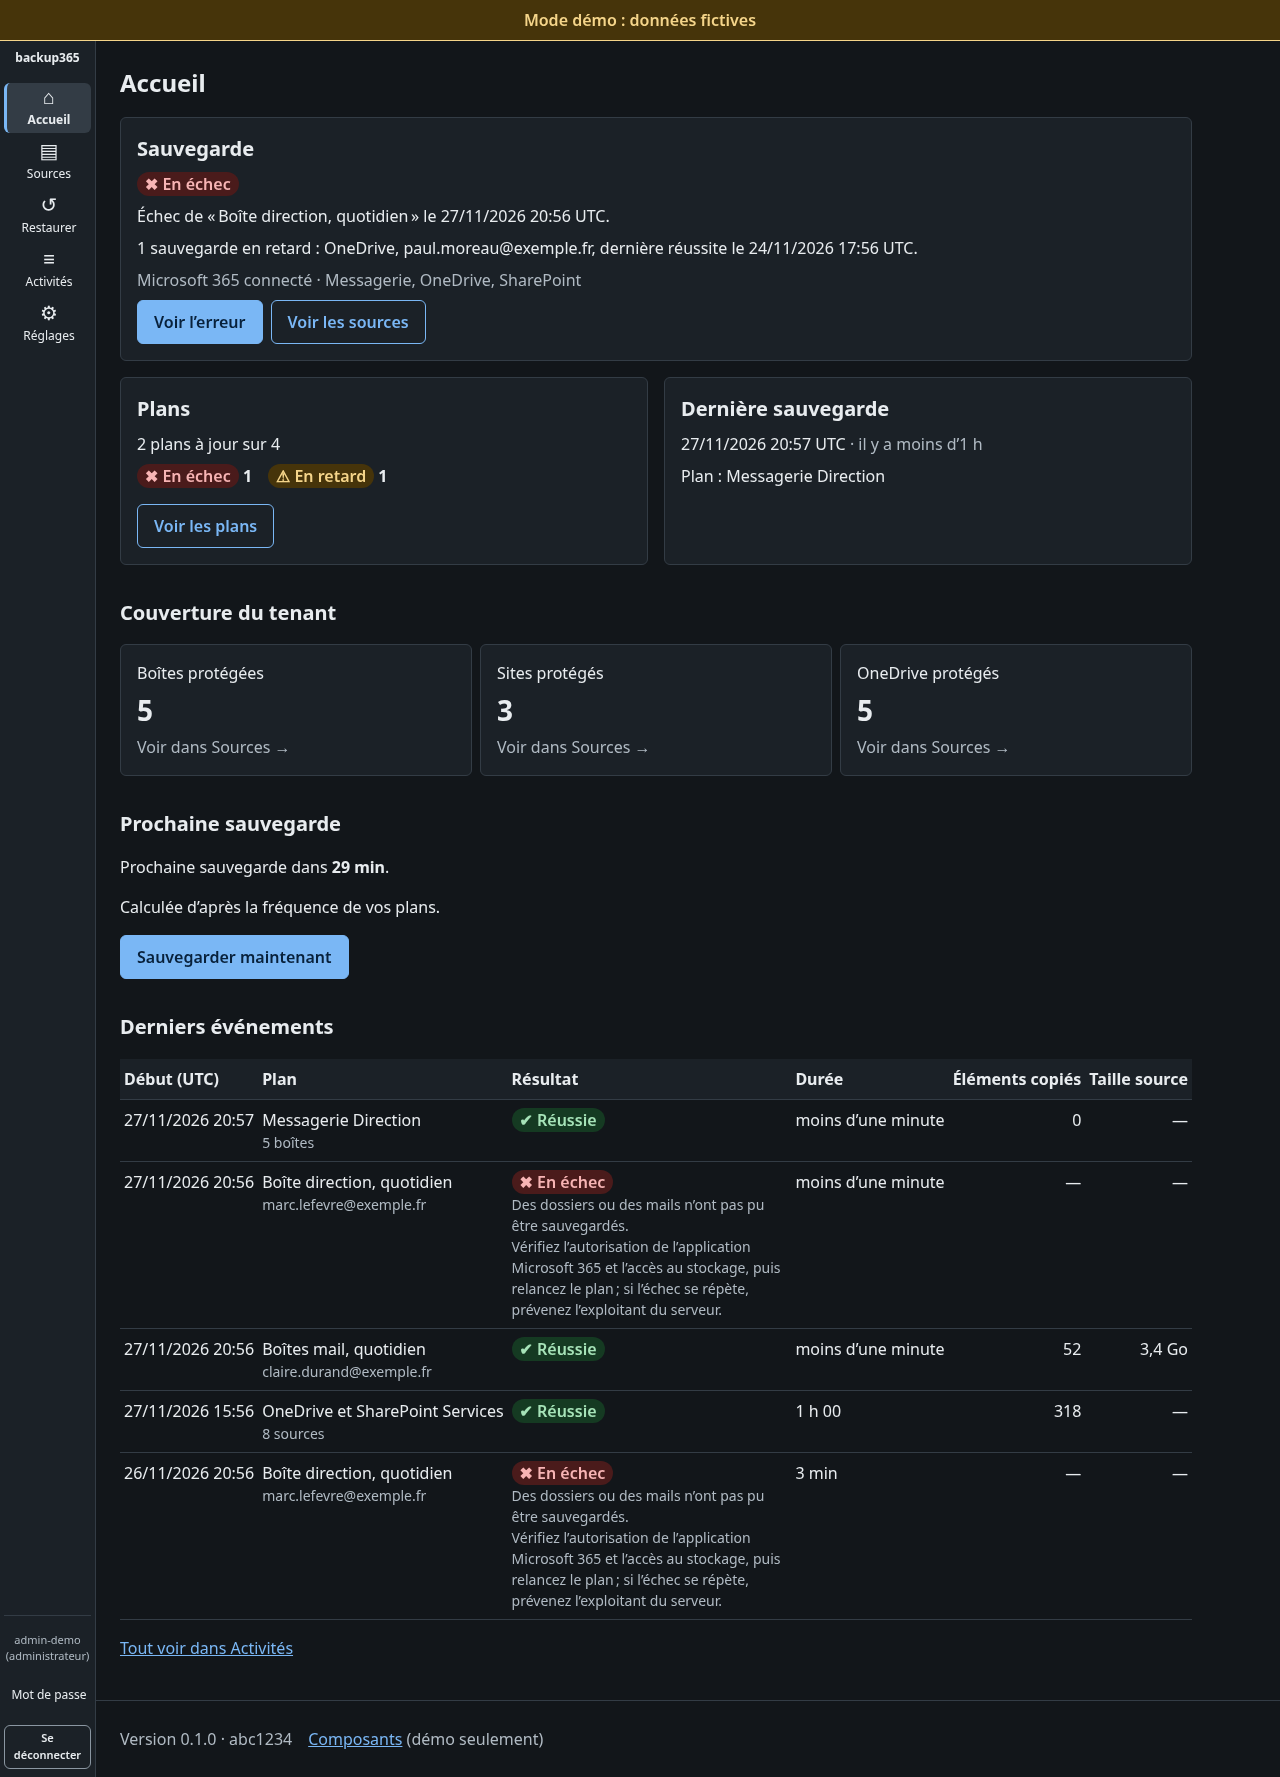 Mode démo : données fictives
backup365
Accueil
Sources
Restaurer
Activités
Réglages
Accueil
Sauvegarde
✖ En échec
Échec de « Boîte direction, quotidien » le 27/11/2026 20:56 UTC.
1 sauvegarde en retard : OneDrive, paul.moreau@exemple.fr, dernière réussite le 24/11/2026 17:56 UTC.
Microsoft 365 connecté · Messagerie, OneDrive, SharePoint
Voir l’erreur Voir les sources
Plans
2 plans à jour sur 4
✖ En échec 1 ⚠ En retard 1
Voir les plans
Dernière sauvegarde
27/11/2026 20:57 UTC · il y a moins d’1 h
Plan : Messagerie Direction
Couverture du tenant
Boîtes protégées
5
Voir dans Sources →
Sites protégés
3
Voir dans Sources →
OneDrive protégés
5
Voir dans Sources →
Prochaine sauvegarde
Prochaine sauvegarde dans 29 min.
Calculée d’après la fréquence de vos plans.
Sauvegarder maintenant
Derniers événements
Début (UTC) Plan Résultat Durée Éléments copiés Taille source
27/11/2026 20:57 Messagerie Direction ✔ Réussie moins d’une minute 0 —
5 boîtes
27/11/2026 20:56 Boîte direction, quotidien ✖ En échec moins d’une minute — —
marc.lefevre@exemple.fr Des dossiers ou des mails n’ont pas pu
être sauvegardés.
Vérifiez l’autorisation de l’application
Microsoft 365 et l’accès au stockage, puis
relancez le plan ; si l’échec se répète,
prévenez l’exploitant du serveur.
27/11/2026 20:56 Boîtes mail, quotidien ✔ Réussie moins d’une minute 52 3,4 Go
claire.durand@exemple.fr
27/11/2026 15:56 OneDrive et SharePoint Services ✔ Réussie 1 h 00 318 —
8 sources
26/11/2026 20:56 Boîte direction, quotidien ✖ En échec 3 min — —
marc.lefevre@exemple.fr Des dossiers ou des mails n’ont pas pu
être sauvegardés.
Vérifiez l’autorisation de l’application
Microsoft 365 et l’accès au stockage, puis
relancez le plan ; si l’échec se répète,
prévenez l’exploitant du serveur.
Tout voir dans Activités
admin-demo
(administrateur)
Mot de passe
Se
déconnecter
Version 0.1.0 · abc1234 Composants (démo seulement)